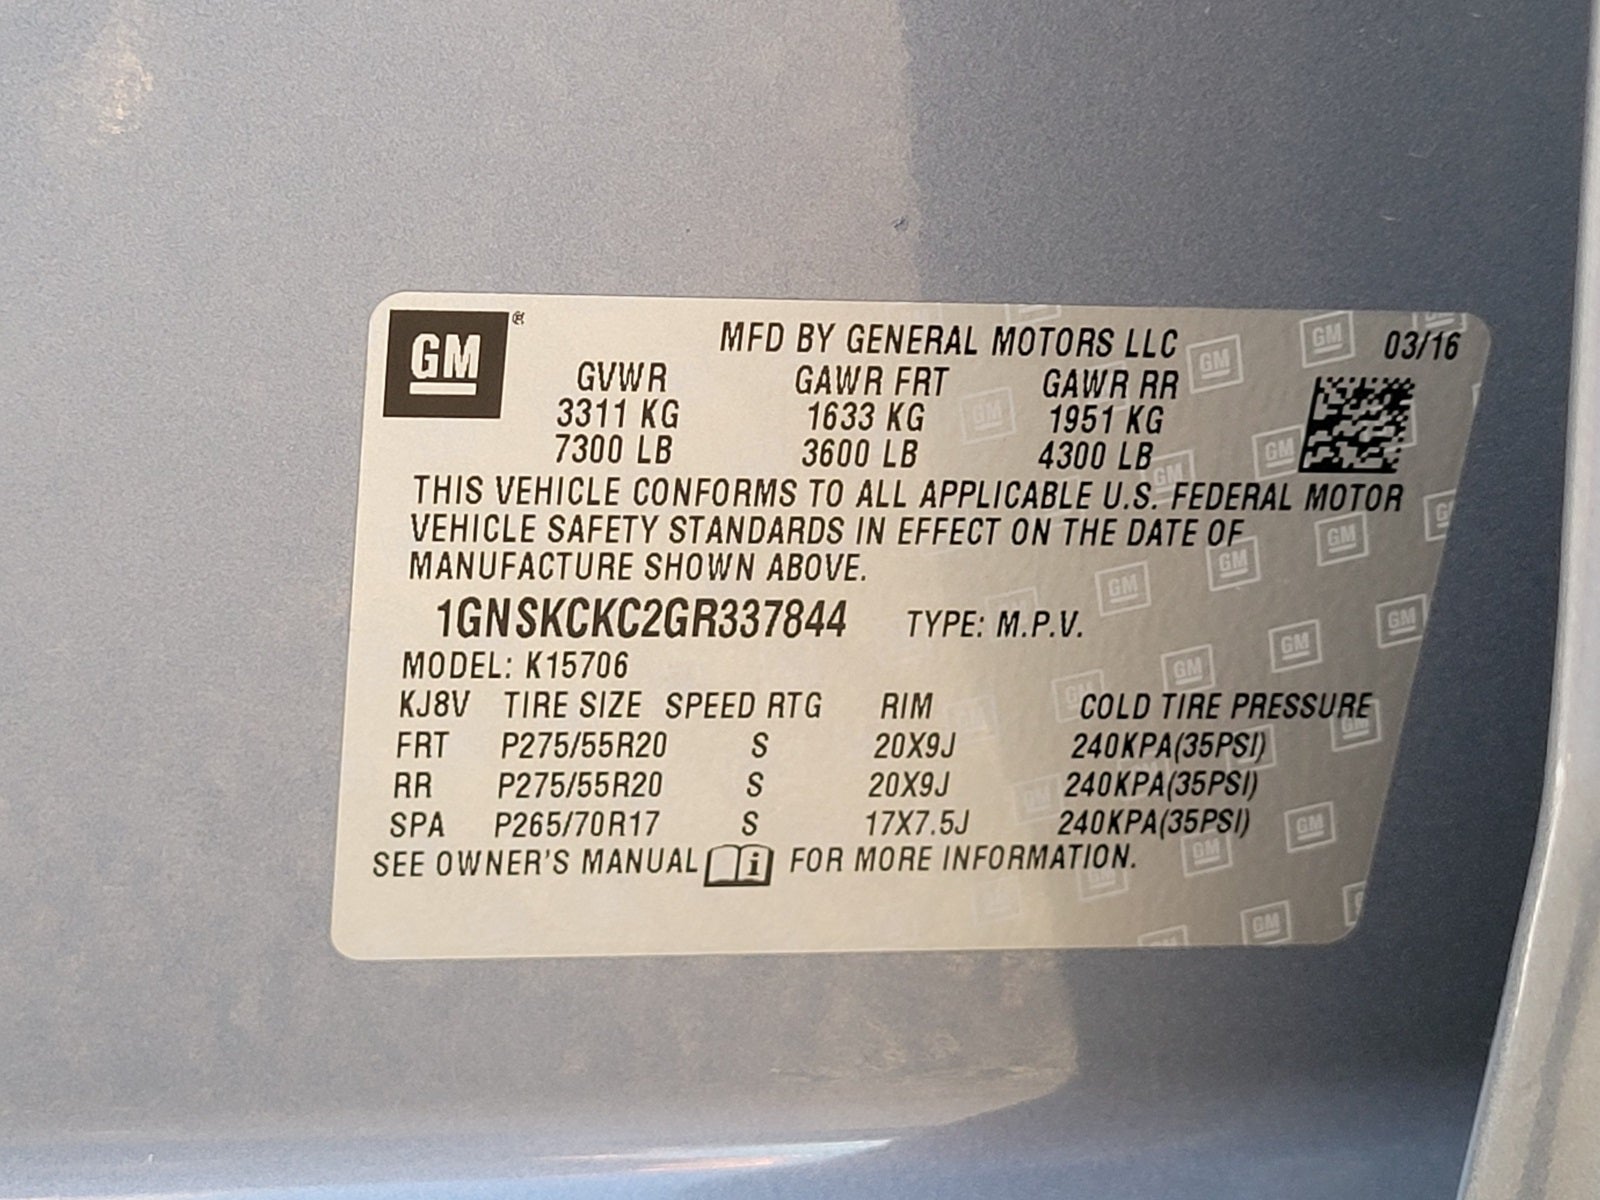 GM ®
MFD BY GENERAL MOTORS LLC 03/16
GVWR GAWR FRT GAWR RR
3311 KG 1633 KG 1951 KG
7300 LB 3600 LB 4300 LB
THIS VEHICLE CONFORMS TO ALL APPLICABLE U.S. FEDERAL MOTOR
VEHICLE SAFETY STANDARDS IN EFFECT ON THE DATE OF
MANUFACTURE SHOWN ABOVE.
1GNSKCKC2GR337844 TYPE: M.P.V.
MODEL: K15706
KJ8V TIRE SIZE SPEED RTG RIM COLD TIRE PRESSURE
FRT P275/55R20 S 20X9J 240KPA(35PSI)
RR P275/55R20 S 20X9J 240KPA(35PSI)
SPA P265/70R17 S 17X7.5J 240KPA(35PSI)
SEE OWNER'S MANUAL i FOR MORE INFORMATION.